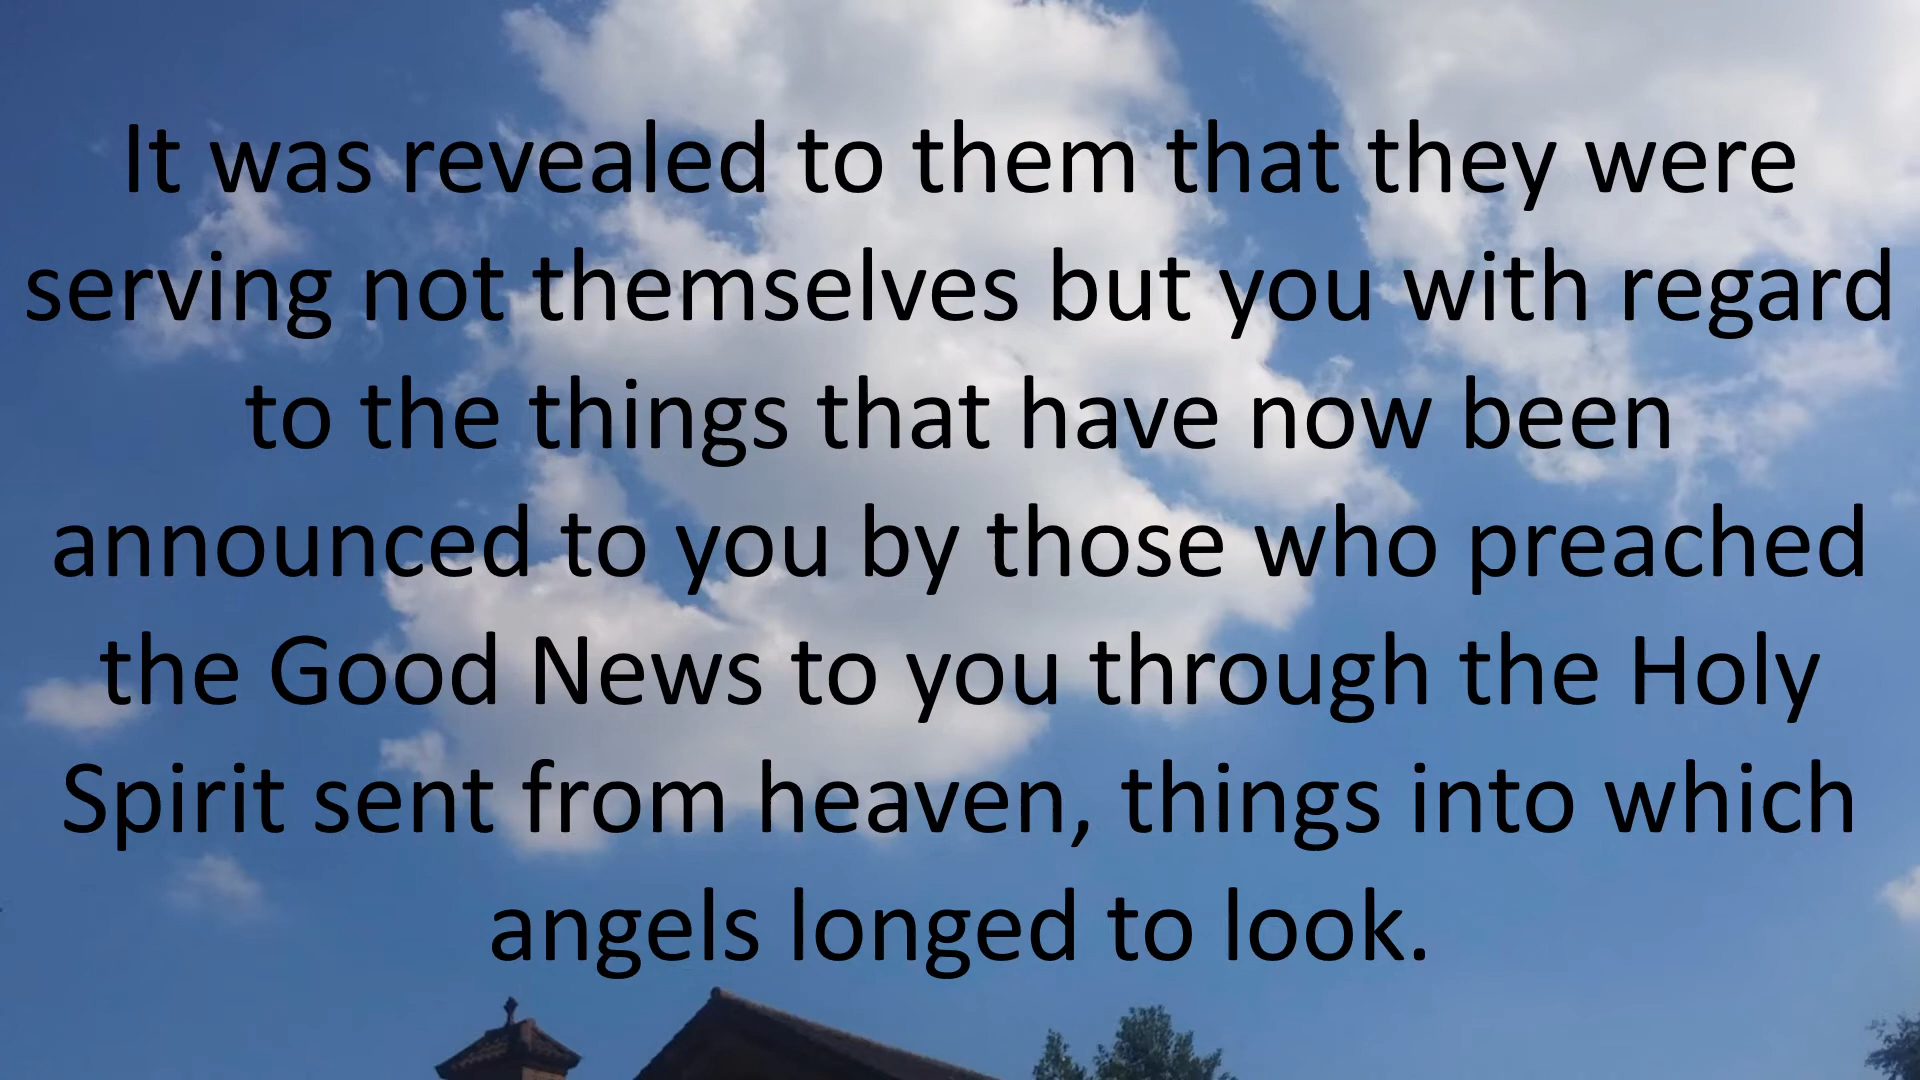 It was revealed to them that they were
serving not themselves but you with regard
to the things that have now been
announced to you by those who preached
the Good News to you through the Holy
Spirit sent from heaven, things into which
angels longed to look.